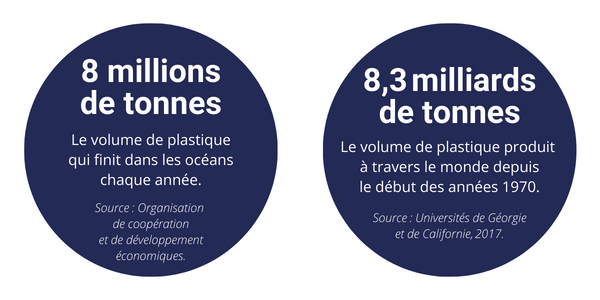 8 millions
de tonnes
Le volume de plastique
qui finit dans les océans
chaque année.
Source : Organisation
de coopération
et de développement
économiques.
8,3 milliards
de tonnes
Le volume de plastique produit
à travers le monde depuis
le début des années 1970.
Source : Universités de Géorgie
et de Californie, 2017.